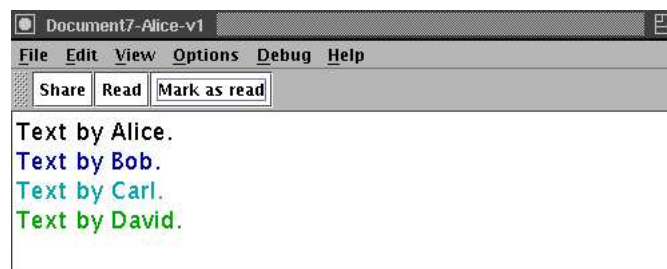 Document7-Alice-v1
File Edit View Options Debug Help
Share Read Mark as read
Text by Alice.
Text by Bob.
Text by Carl.
Text by David.